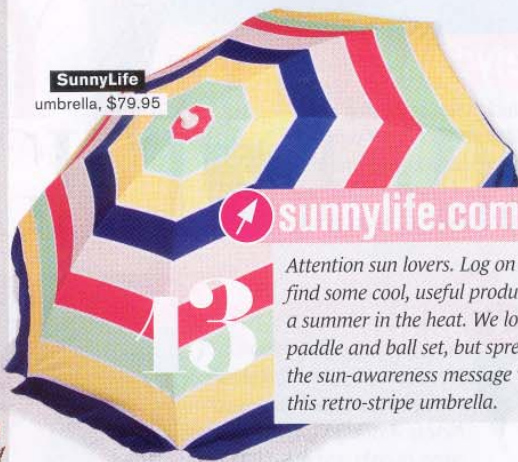 SunnyLife
umbrella, $79.95
sunnylife.com
13
Attention sun lovers. Log on
find some cool, useful produ
a summer in the heat. We lo
paddle and ball set, but spre
the sun-awareness message
this retro-stripe umbrella.